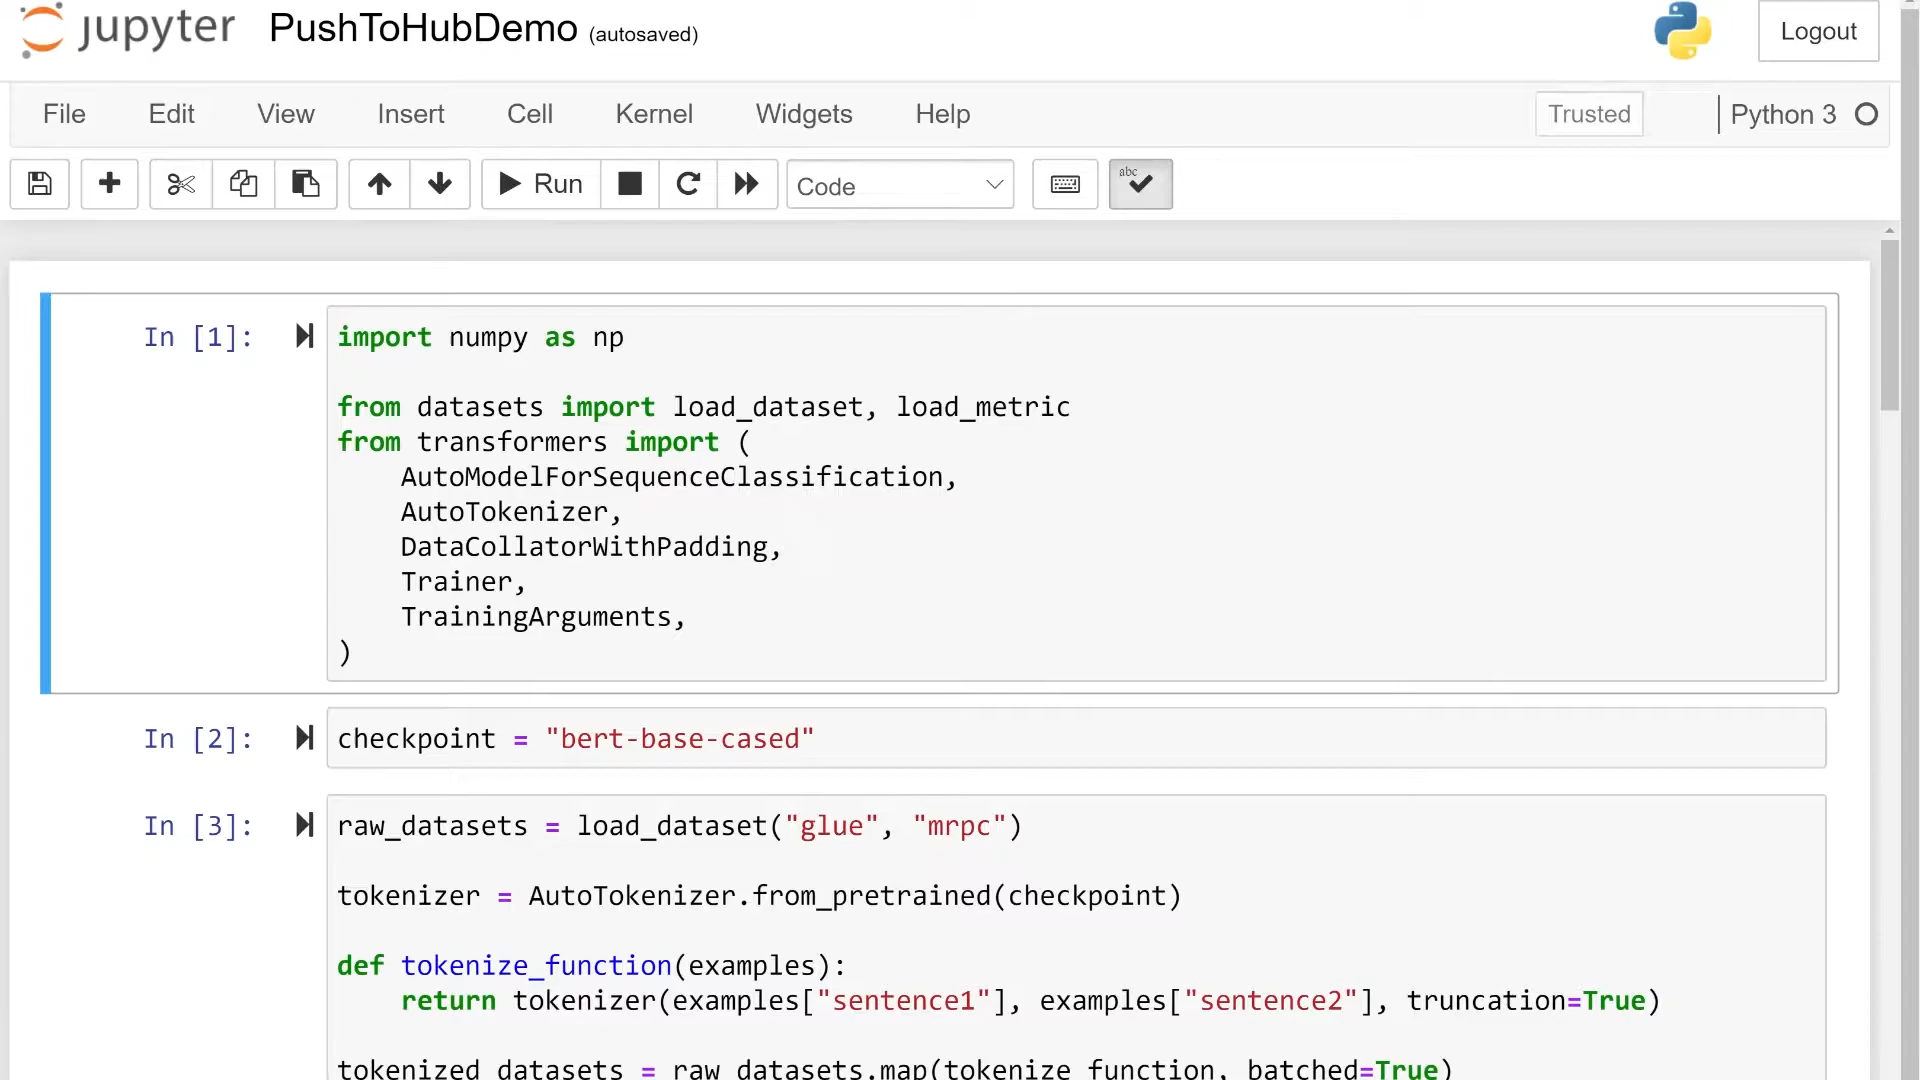 jupyter PushToHubDemo (autosaved) Logout
File Edit View Insert Cell Kernel Widgets Help Trusted Python 3
Run Code abc
In [1]: import numpy as np
from datasets import load_dataset, load_metric
from transformers import (
AutoModelForSequenceClassification,
AutoTokenizer,
DataCollatorWithPadding,
Trainer,
TrainingArguments,
)
In [2]: checkpoint = "bert-base-cased"
In [3]: raw_datasets = load_dataset("glue", "mrpc")
tokenizer = AutoTokenizer.from_pretrained(checkpoint)
def tokenize_function(examples):
return tokenizer(examples["sentence1"], examples["sentence2"], truncation=True)
tokenized_datasets = raw_datasets.map(tokenize_function, batched=True)